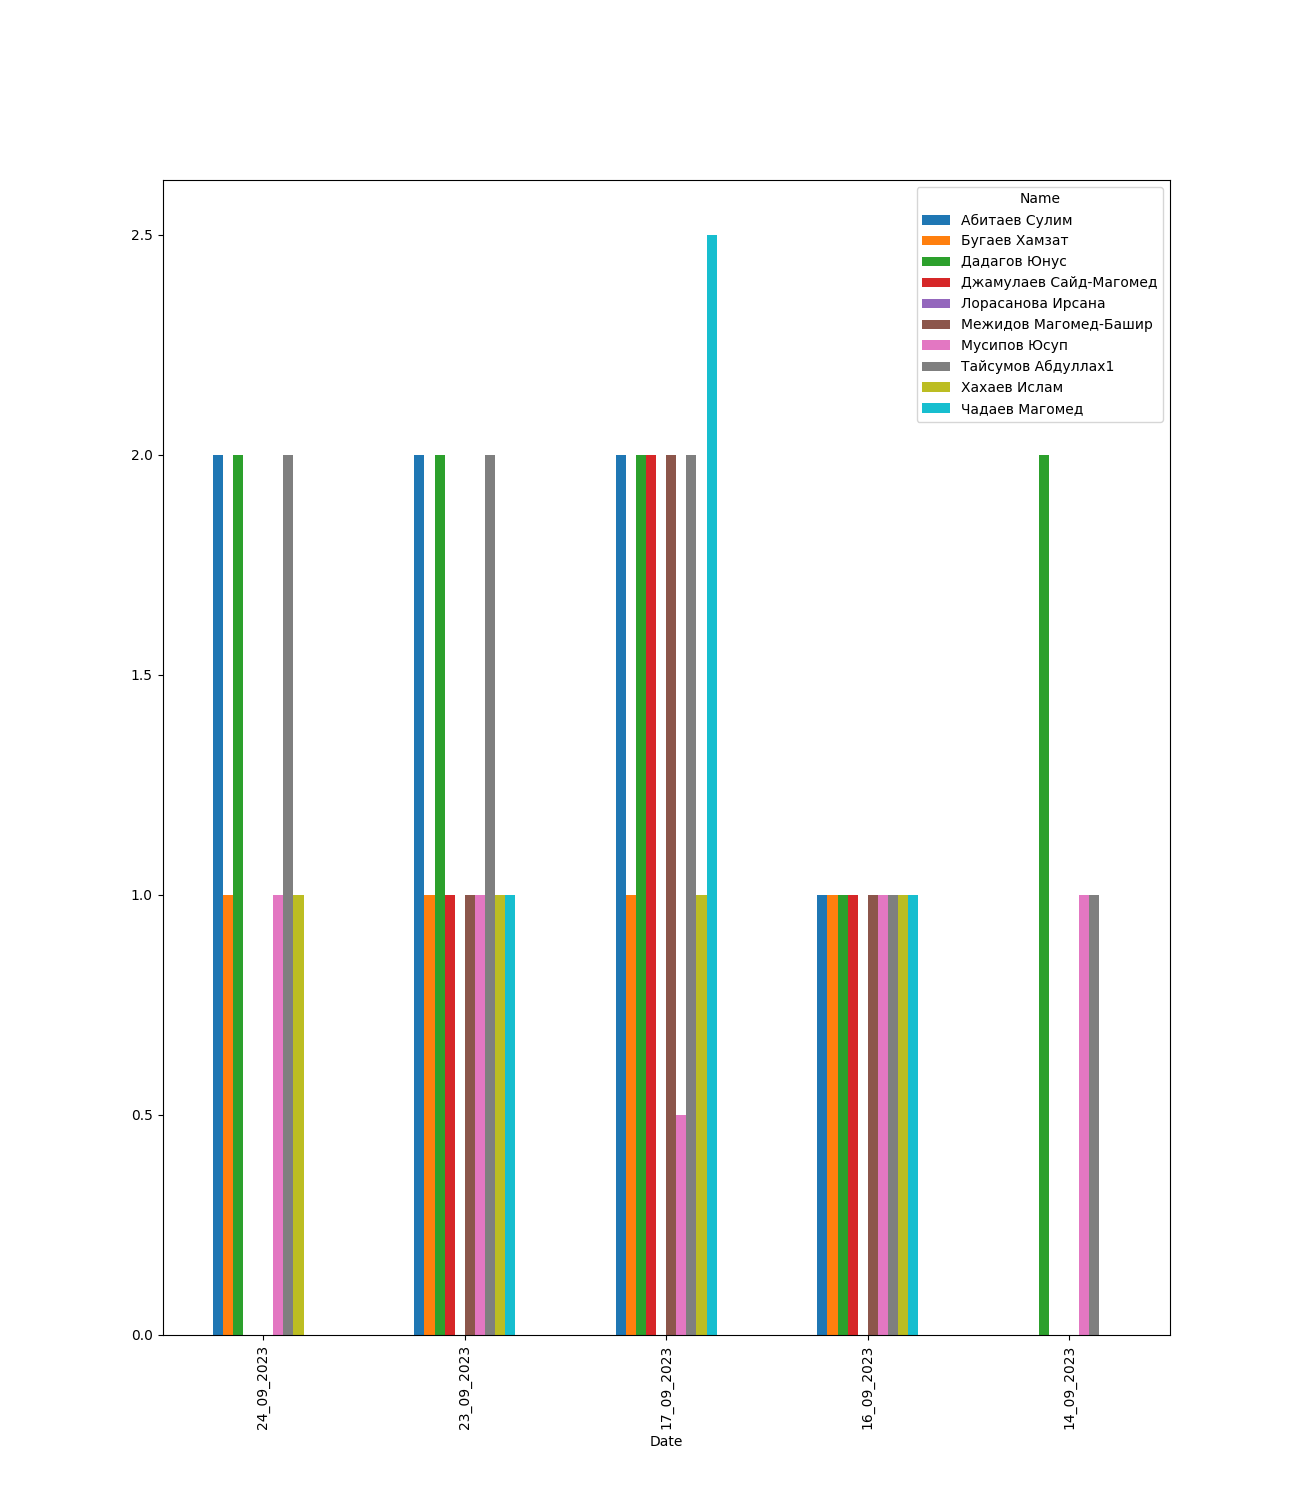 Name
Абитаев Сулим
Бугаев Хамзат
Дадагов Юнус
Джамулаев Сайд-Магомед
Лорасанова Ирсана
Межидов Магомед-Башир
Мусипов Юсуп
Тайсумов Абдуллах1
Хахаев Ислам
Чадаев Магомед
2.5
2.0
1.5
1.0
0.5
0.0
24_09_2023
23_09_2023
17_09_2023
16_09_2023
14_09_2023
Date